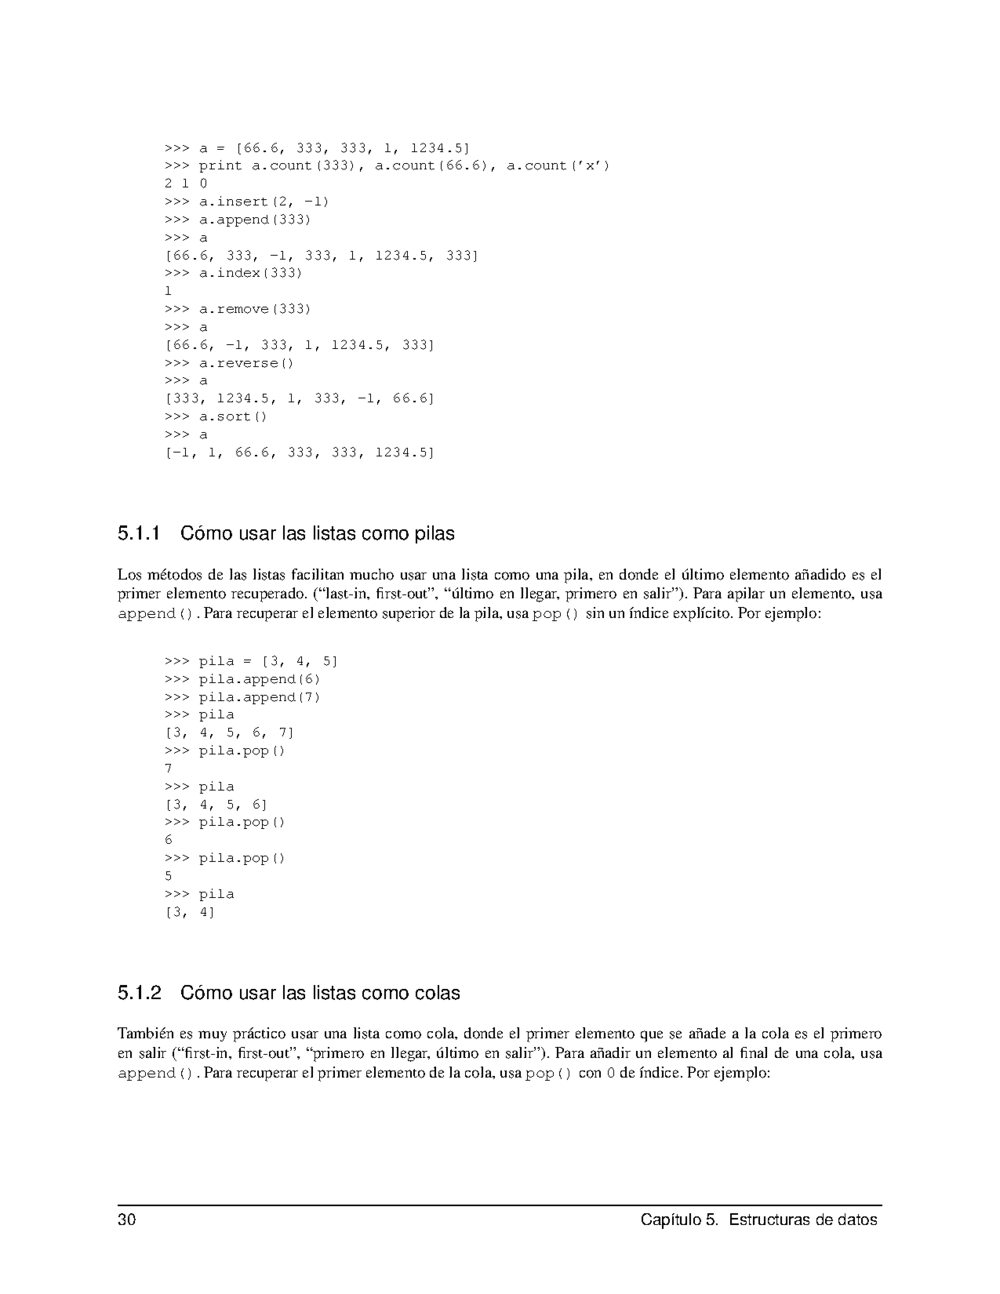 >>> a = [66.6, 333, 333, 1, 1234.5]
>>> print a.count(333), a.count(66.6), a.count(’x’)
2 1 0
>>> a.insert(2, -1)
>>> a.append(333)
>>> a
[66.6, 333, -1, 333, 1, 1234.5, 333]
>>> a.index(333)
1
>>> a.remove(333)
>>> a
[66.6, -1, 333, 1, 1234.5, 333]
>>> a.reverse()
>>> a
[333, 1234.5, 1, 333, -1, 66.6]
>>> a.sort()
>>> a
[-1, 1, 66.6, 333, 333, 1234.5]
5.1.1 Cómo usar las listas como pilas
Los métodos de las listas facilitan mucho usar una lista como una pila, en donde el último elemento añadido es el
primer elemento recuperado. (“last-in, first-out”, “último en llegar, primero en salir”). Para apilar un elemento, usa
append(). Para recuperar el elemento superior de la pila, usa pop() sin un índice explícito. Por ejemplo:
>>> pila = [3, 4, 5]
>>> pila.append(6)
>>> pila.append(7)
>>> pila
[3, 4, 5, 6, 7]
>>> pila.pop()
7
>>> pila
[3, 4, 5, 6]
>>> pila.pop()
6
>>> pila.pop()
5
>>> pila
[3, 4]
5.1.2 Cómo usar las listas como colas
También es muy práctico usar una lista como cola, donde el primer elemento que se añade a la cola es el primero
en salir (“first-in, first-out”, “primero en llegar, último en salir”). Para añadir un elemento al final de una cola, usa
append(). Para recuperar el primer elemento de la cola, usa pop() con 0 de índice. Por ejemplo:
30 Capítulo 5. Estructuras de datos